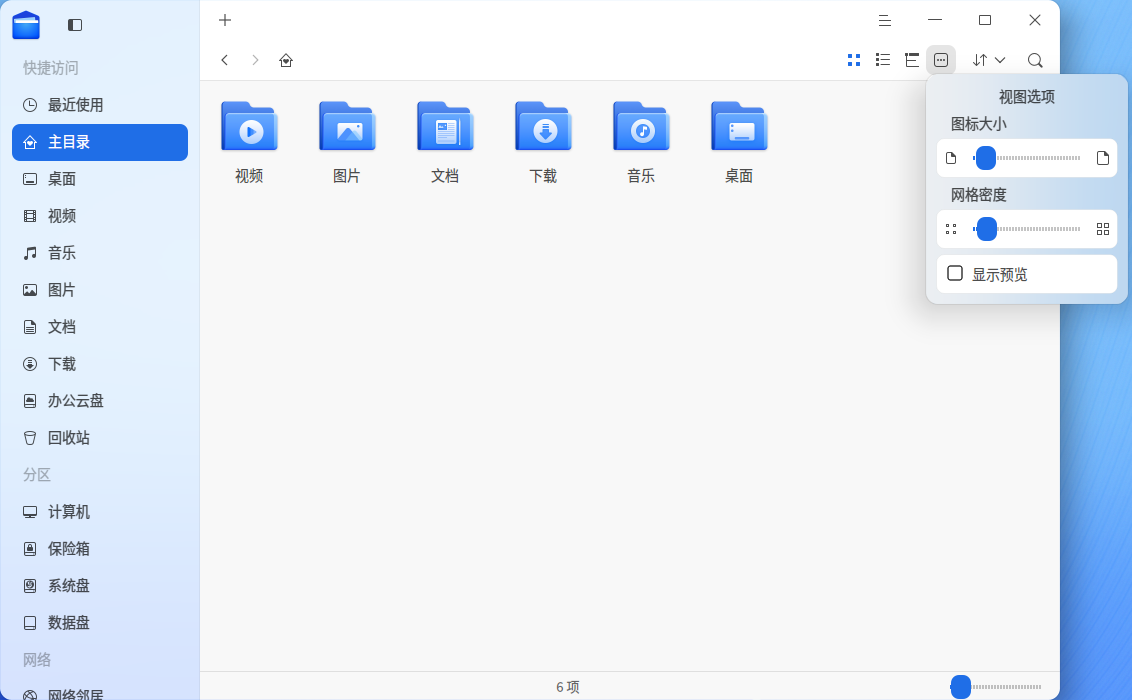 快捷访问
最近使用
主目录
桌面
视频
音乐
图片
文档
下载
办公云盘
回收站
分区
计算机
保险箱
系统盘
数据盘
网络
网络邻居
视频
图片
文档
下载
音乐
桌面
视图选项
图标大小
网格密度
显示预览
6 项